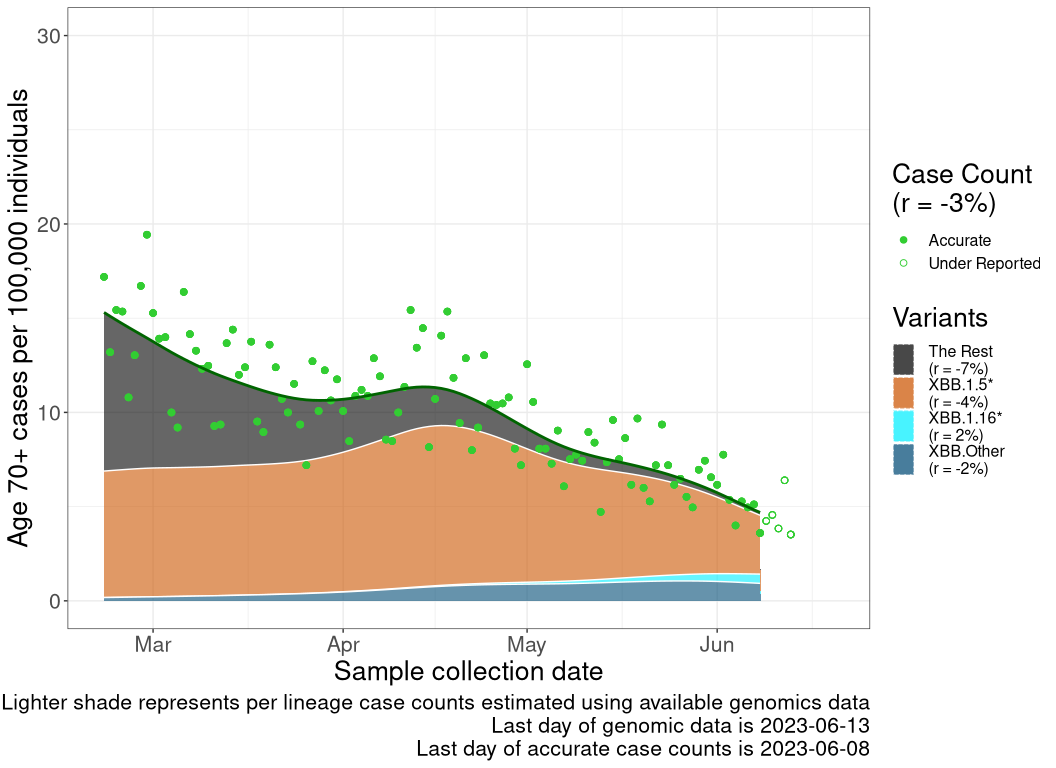 30
20
10
0
Age 70+ cases per 100,000 individuals
Mar
Apr
May
Jun
Sample collection date
Case Count
(r = -3%)
Accurate
Under Reported
Variants
The Rest
(r = -7%)
XBB.1.5*
(r = -4%)
XBB.1.16*
(r = 2%)
XBB.Other
(r = -2%)
Lighter shade represents per lineage case counts estimated using available genomics data
Last day of genomic data is 2023-06-13
Last day of accurate case counts is 2023-06-08